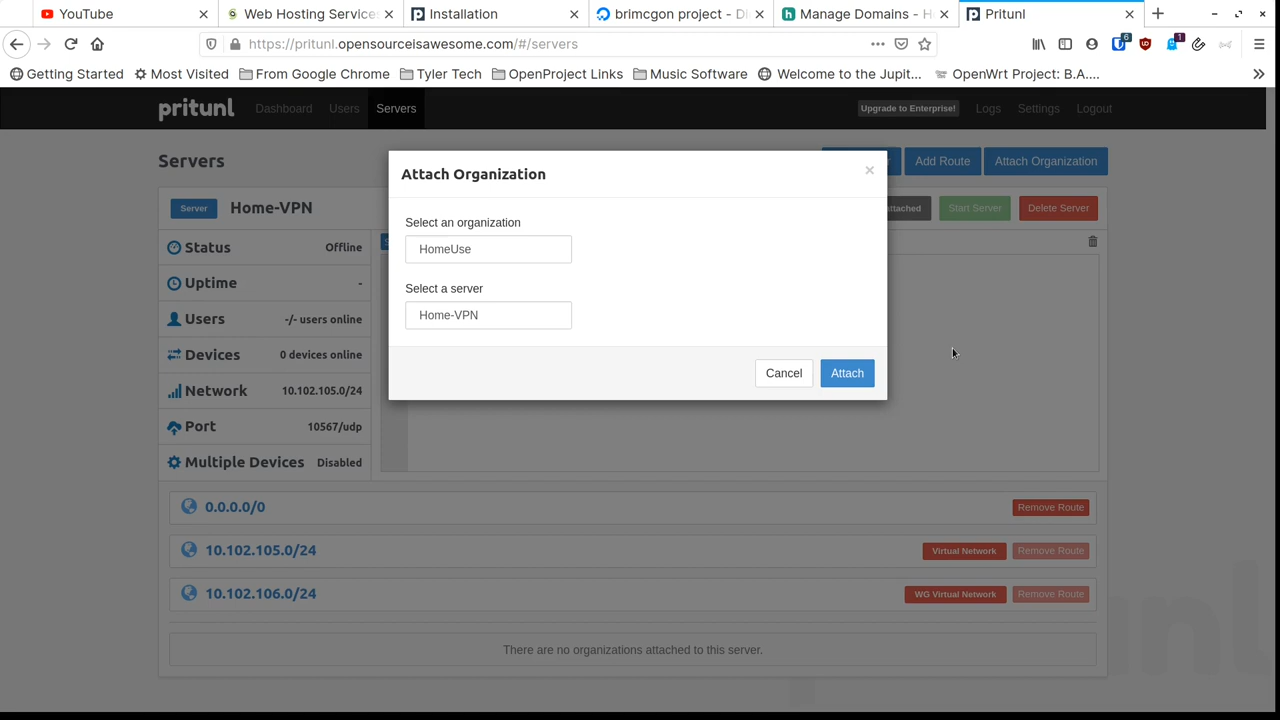 YouTube
Web Hosting Services
Installation
brimcgon project - Di
Manage Domains - H
Pritunl
https://pritunl.opensourceisawesome.com/#/servers
6
1
Getting Started
Most Visited
From Google Chrome
Tyler Tech
OpenProject Links
Music Software
Welcome to the Jupit...
OpenWrt Project: B.A....
pritunl
Dashboard
Users
Servers
Upgrade to Enterprise!
Logs
Settings
Logout
Servers
Add Route
Attach Organization
Server
Home-VPN
Start Server
Delete Server
Status
Offline
Uptime
-
Users
-/- users online
Devices
0 devices online
Network
10.102.105.0/24
Port
10567/udp
Multiple Devices
Disabled
Attach Organization
×
Select an organization
HomeUse
Select a server
Home-VPN
Cancel
Attach
0.0.0.0/0
Remove Route
10.102.105.0/24
Virtual Network
Remove Route
10.102.106.0/24
WG Virtual Network
Remove Route
There are no organizations attached to this server.